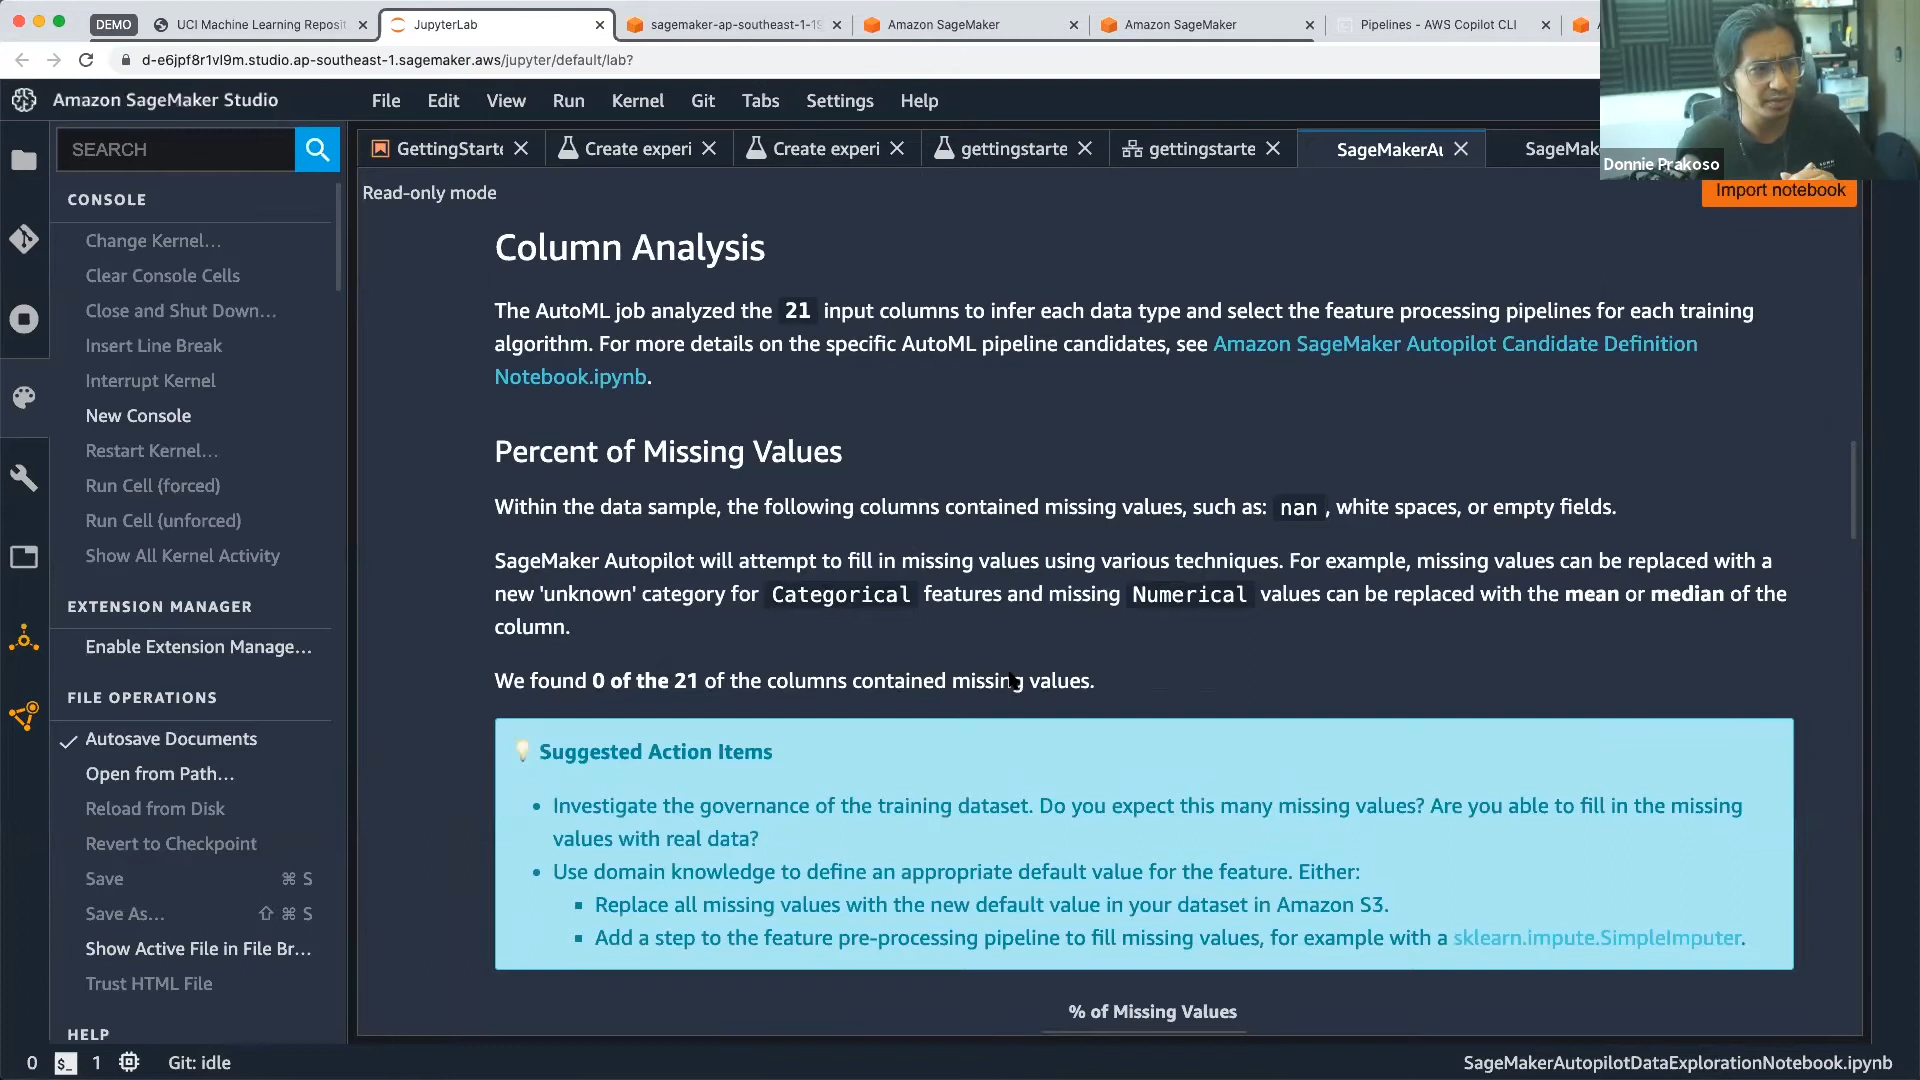 DEMO
UCI Machine Learning Reposit
JupyterLab
sagemaker-ap-southeast-1-19
Amazon SageMaker
Amazon SageMaker
Pipelines - AWS Copilot CLI
d-e6jpf8r1vl9m.studio.ap-southeast-1.sagemaker.aws/jupyter/default/lab?
Amazon SageMaker Studio
File
Edit
View
Run
Kernel
Git
Tabs
Settings
Help
SEARCH
GettingStarte
Create experi
Create experi
gettingstarte
gettingstarte
SageMakerAu
SageMak
Donnie Prakoso
Read-only mode
Import notebook
CONSOLE
Change Kernel…
Clear Console Cells
Close and Shut Down…
Insert Line Break
Interrupt Kernel
New Console
Restart Kernel…
Run Cell (forced)
Run Cell (unforced)
Show All Kernel Activity
EXTENSION MANAGER
Enable Extension Manage…
FILE OPERATIONS
Autosave Documents
Open from Path…
Reload from Disk
Revert to Checkpoint
Save ⌘ S
Save As… ⇧ ⌘ S
Show Active File in File Br…
Trust HTML File
HELP
Column Analysis
The AutoML job analyzed the 21 input columns to infer each data type and select the feature processing pipelines for each training
algorithm. For more details on the specific AutoML pipeline candidates, see Amazon SageMaker Autopilot Candidate Definition
Notebook.ipynb.
Percent of Missing Values
Within the data sample, the following columns contained missing values, such as: nan , white spaces, or empty fields.
SageMaker Autopilot will attempt to fill in missing values using various techniques. For example, missing values can be replaced with a
new 'unknown' category for Categorical features and missing Numerical values can be replaced with the mean or median of the
column.
We found 0 of the 21 of the columns contained missing values.
Suggested Action Items
• Investigate the governance of the training dataset. Do you expect this many missing values? Are you able to fill in the missing
values with real data?
• Use domain knowledge to define an appropriate default value for the feature. Either:
▪ Replace all missing values with the new default value in your dataset in Amazon S3.
▪ Add a step to the feature pre-processing pipeline to fill missing values, for example with a sklearn.impute.SimpleImputer.
% of Missing Values
0
$_
1
Git: idle
SageMakerAutopilotDataExplorationNotebook.ipynb